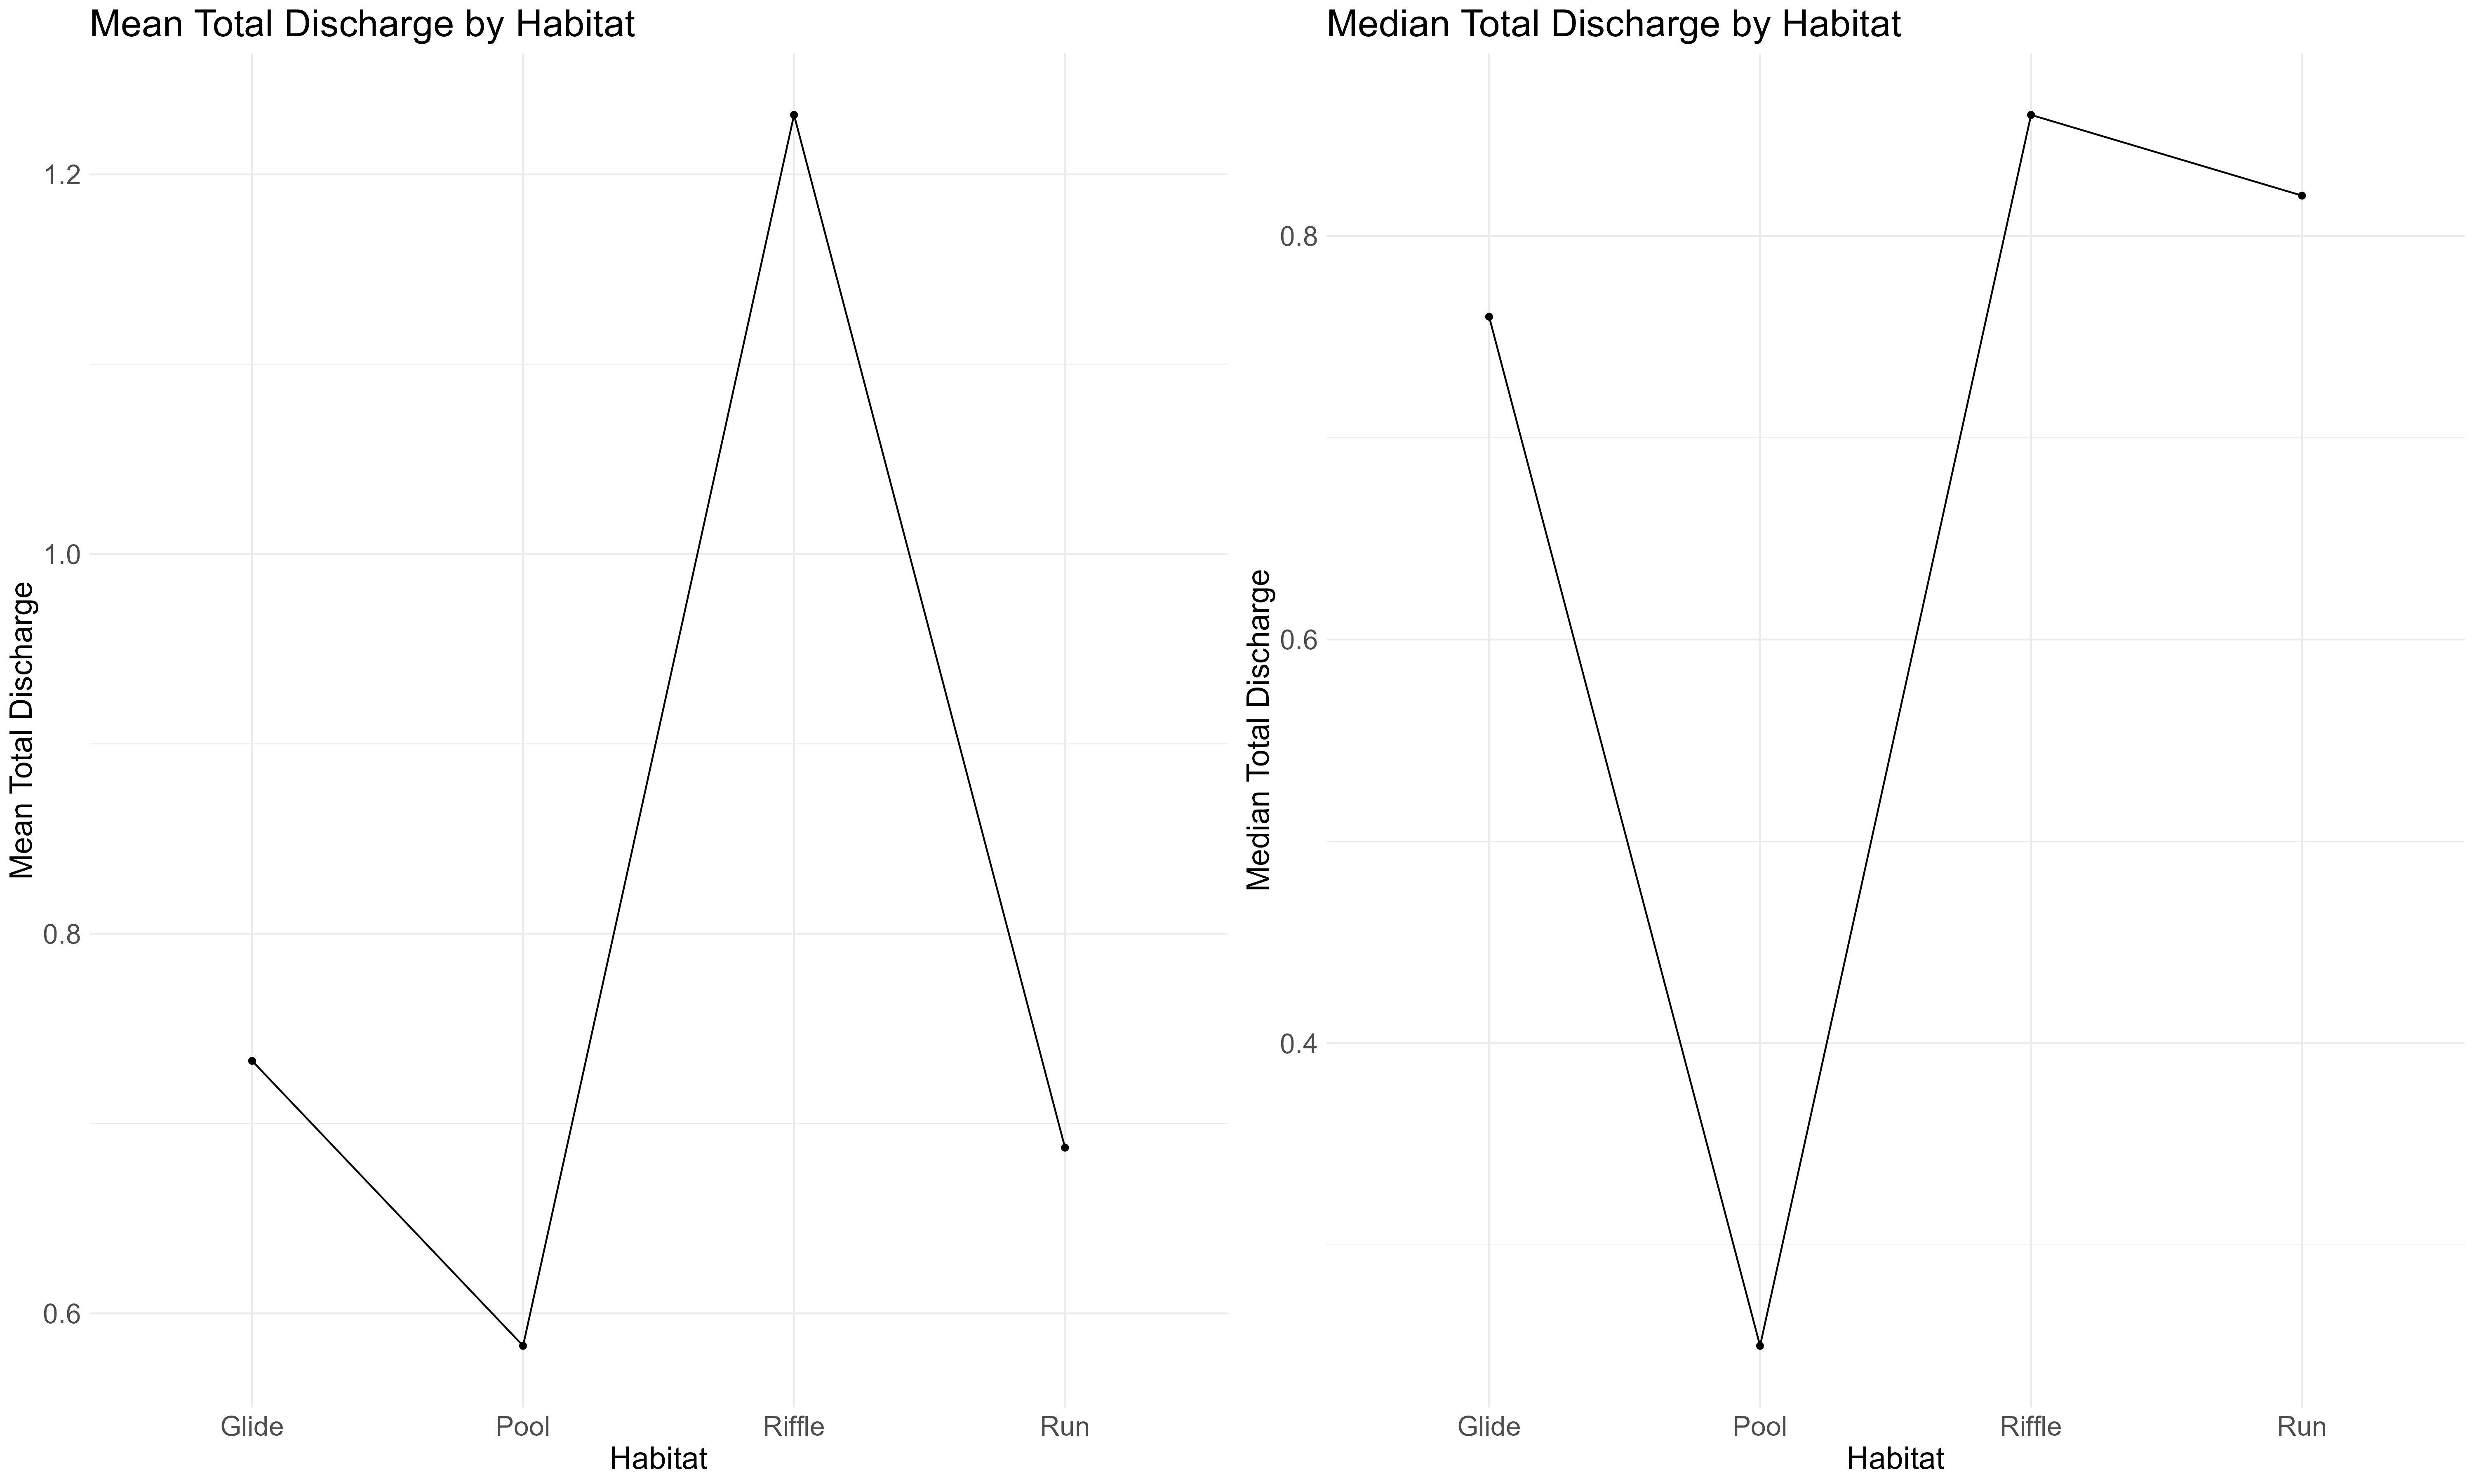 Mean Total Discharge by Habitat
Mean Total Discharge
1.2
1.0
0.8
0.6
Glide
Pool
Riffle
Run
Habitat
Median Total Discharge by Habitat
Median Total Discharge
0.8
0.6
0.4
Glide
Pool
Riffle
Run
Habitat